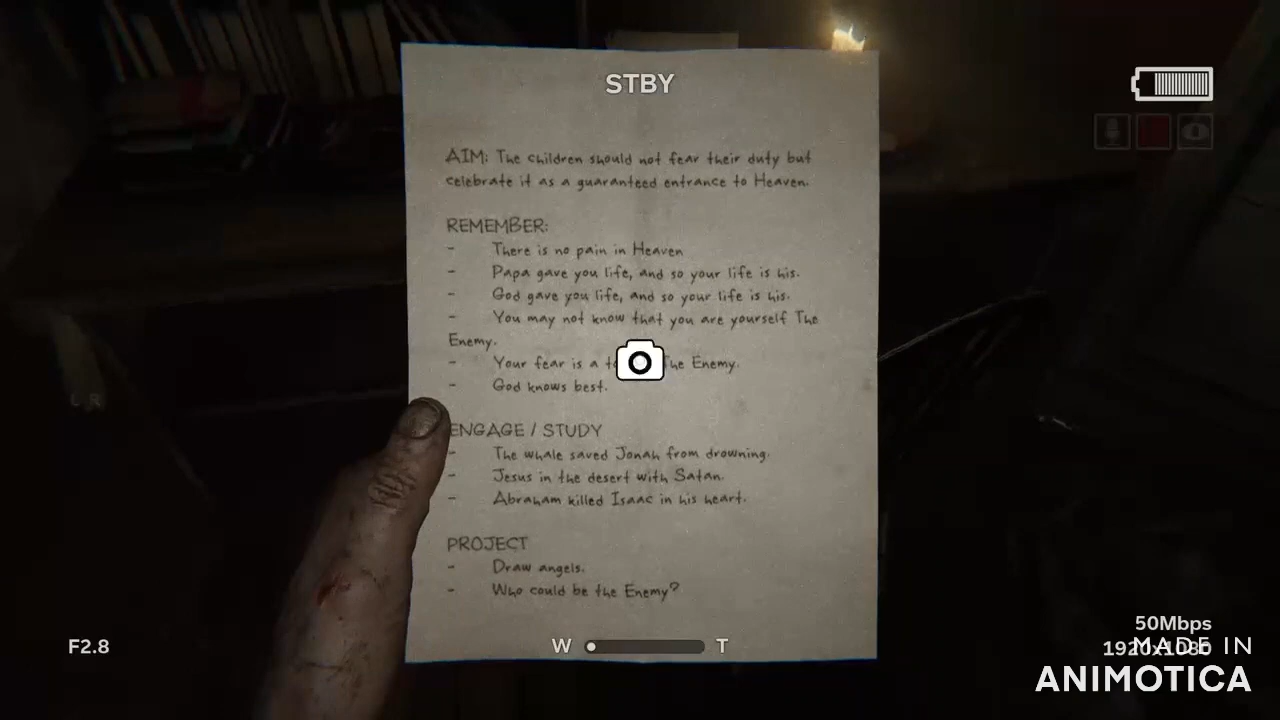 STBY
AIM: The children should not fear their duty but
celebrate it as a guaranteed entrance to Heaven.
REMEMBER:
- There is no pain in Heaven
- Papa gave you life, and so your life is his.
- God gave you life, and so your life is his.
- You may not know that you are yourself The
Enemy.
- Your fear is a Enemy.
- God knows best.
L R
ENGAGE / STUDY
- The whale saved Jonah from drowning.
- Jesus in the desert with Satan.
- Abraham killed Isaac in his heart.
PROJECT
- Draw angels.
- Who could be the Enemy?
F2.8
W T
50Mbps
1920x1080
MADE IN
ANIMOTICA